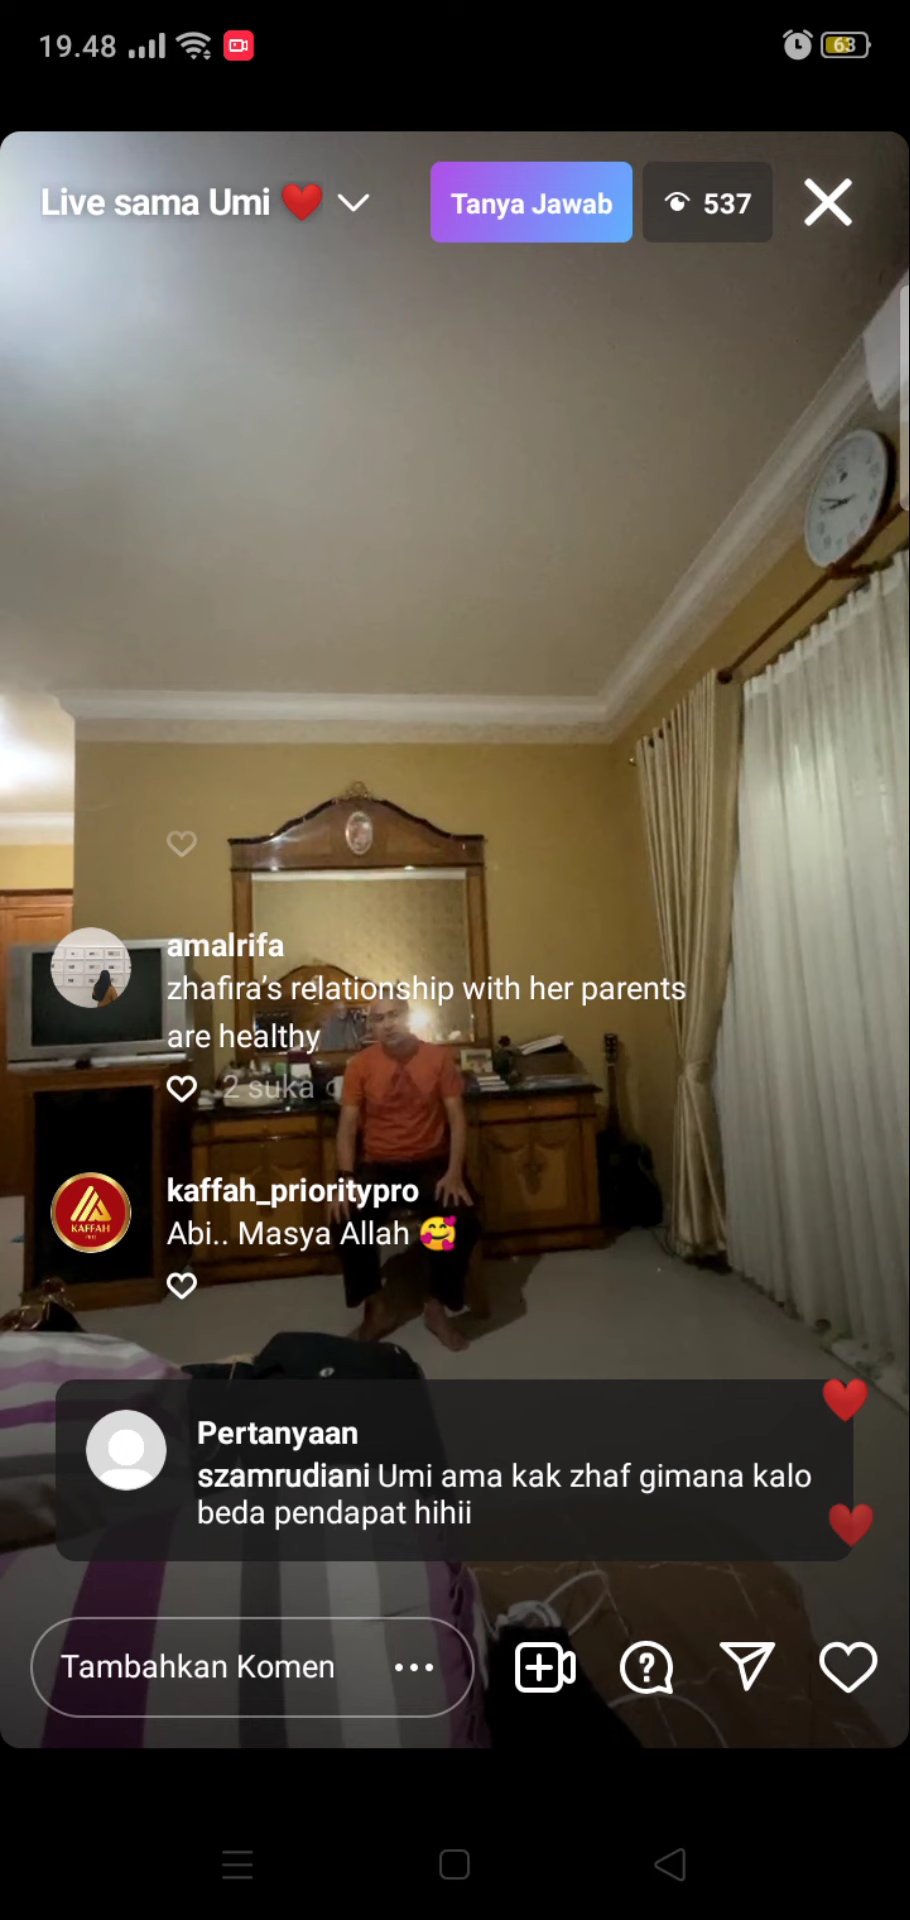 19.48
63
Live sama Umi ❤️
Tanya Jawab
537
amalrifa
zhafira's relationship with her parents
are healthy
2 suka
KAFFAH
kaffah_prioritypro
Abi.. Masya Allah 🥰
Pertanyaan
szamrudiani Umi ama kak zhaf gimana kalo
beda pendapat hihii
Tambahkan Komen